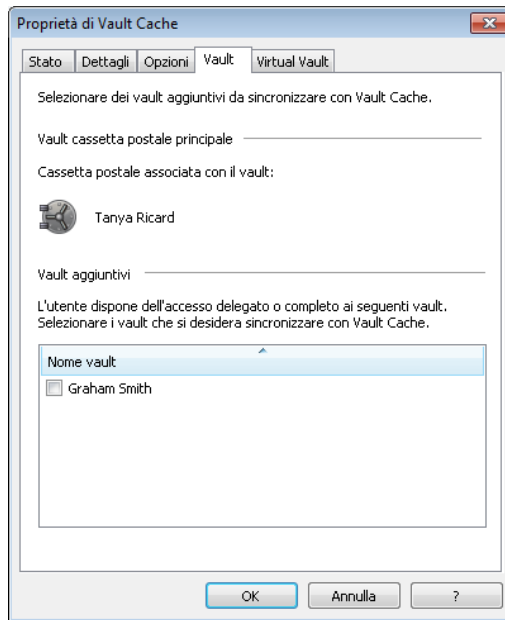 Proprietà di Vault Cache
Stato Dettagli Opzioni Vault Virtual Vault
Selezionare dei vault aggiuntivi da sincronizzare con Vault Cache.
Vault cassetta postale principale
Cassetta postale associata con il vault:
Tanya Ricard
Vault aggiuntivi
L'utente dispone dell'accesso delegato o completo ai seguenti vault.
Selezionare i vault che si desidera sincronizzare con Vault Cache.
Nome vault
Graham Smith
OK Annulla ?